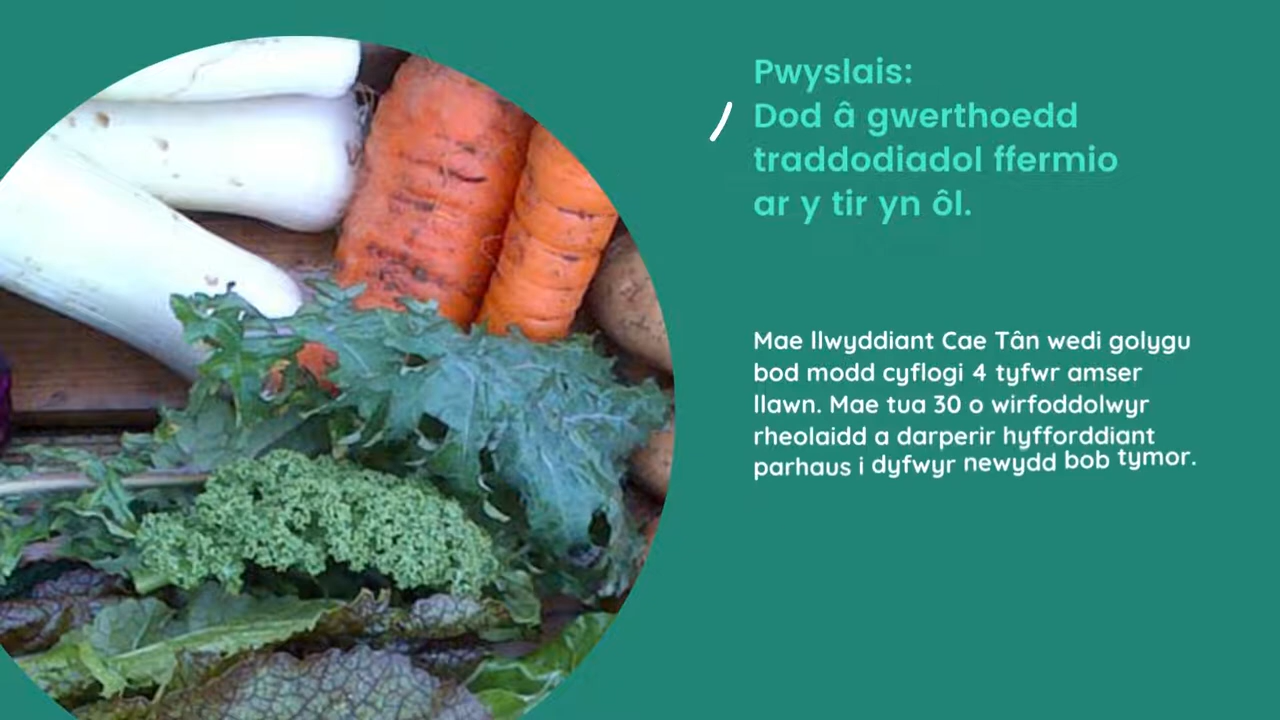 Pwyslais:
Dod â gwerthoedd
traddodiadol ffermio
ar y tir yn ôl.
Mae llwyddiant Cae Tân wedi golygu
bod modd cyflogi 4 tyfwr amser
llawn. Mae tua 30 o wirfoddolwyr
rheolaidd a darperir hyfforddiant
parhaus i dyfwyr newydd bob tymor.